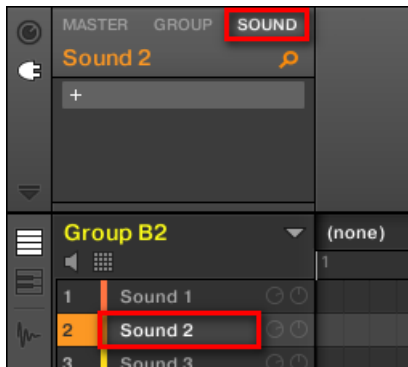 MASTER GROUP SOUND
Sound 2
+
Group B2 (none)
1
1 Sound 1
2 Sound 2
3 Sound 3